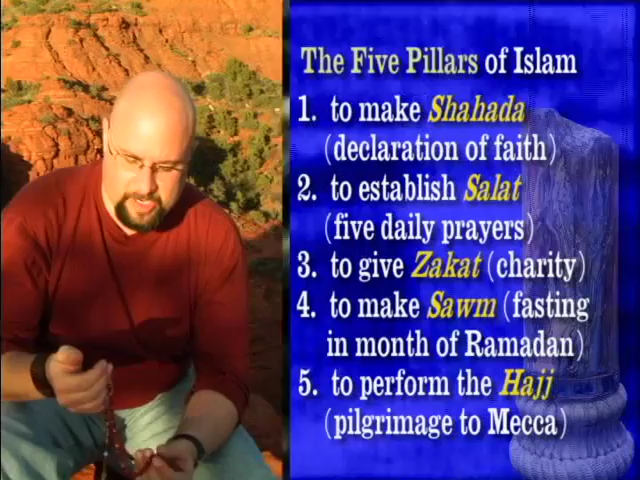 The Five Pillars of Islam
1. to make Shahada
(declaration of faith)
2. to establish Salat
(five daily prayers)
3. to give Zakat (charity)
4. to make Sawm (fasting
in month of Ramadan)
5. to perform the Hajj
(pilgrimage to Mecca)